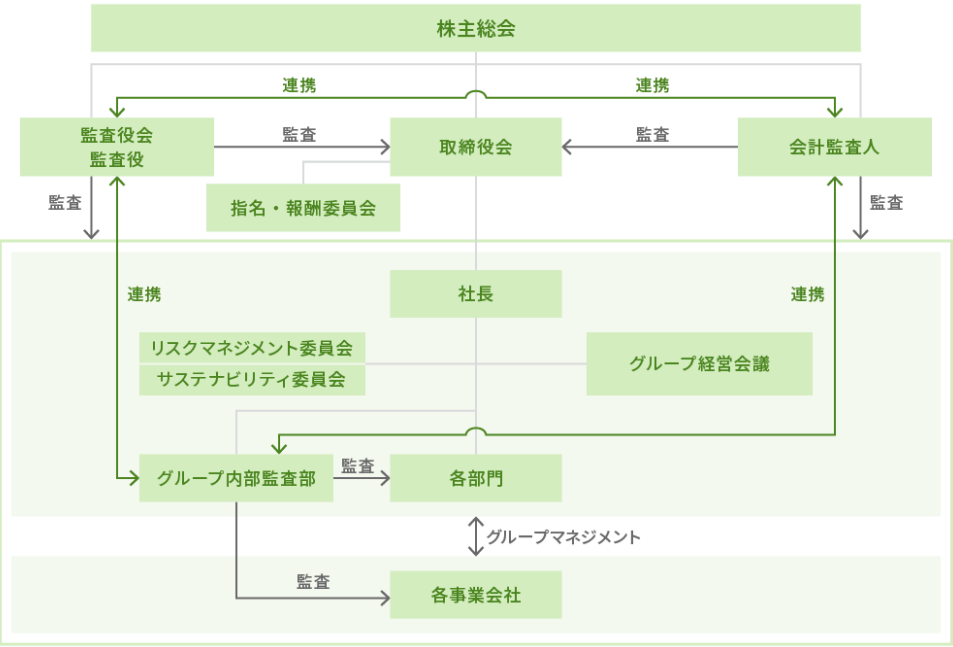 株主総会
連携
連携
監査役会
監査役
監査
取締役会
監査
会計監査人
監査
指名・報酬委員会
監査
社長
連携
連携
リスクマネジメント委員会
サステナビリティ委員会
グループ経営会議
グループ内部監査部
監査
各部門
グループマネジメント
監査
各事業会社